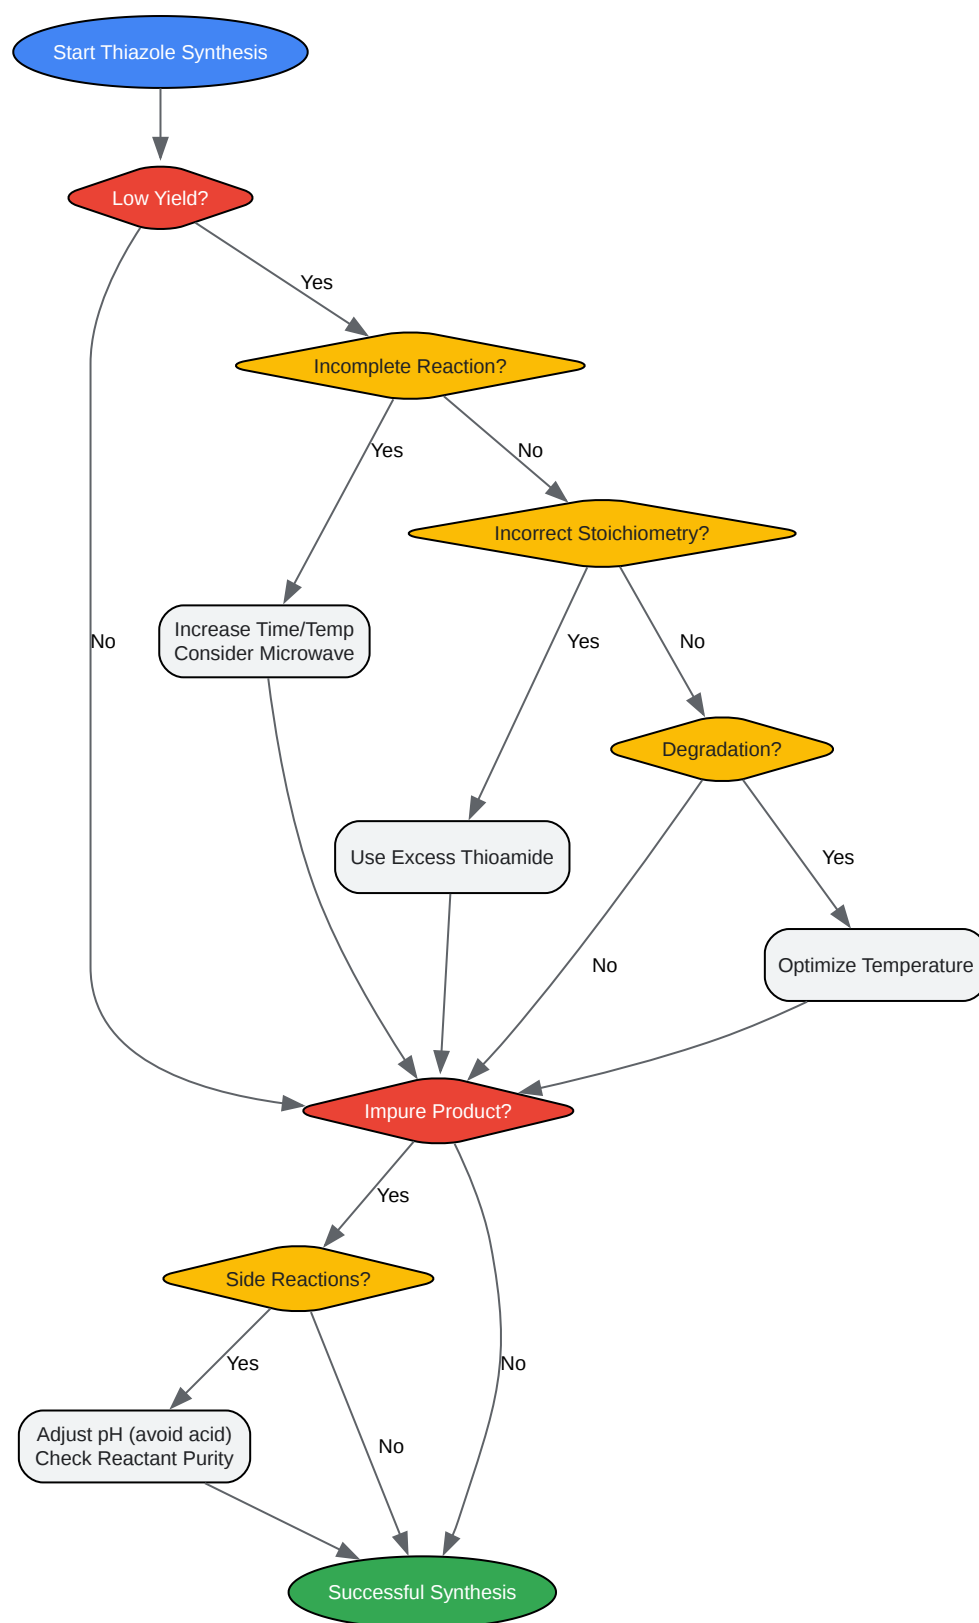 Start Thiazole Synthesis
Low Yield?
Yes
Incomplete Reaction?
Yes
No
Incorrect Stoichiometry?
Increase Time/Temp
Consider Microwave
No
Yes
No
Degradation?
Use Excess Thioamide
Yes
Optimize Temperature
No
Impure Product?
Yes
Side Reactions?
Yes
No
Adjust pH (avoid acid)
Check Reactant Purity
No
Successful Synthesis